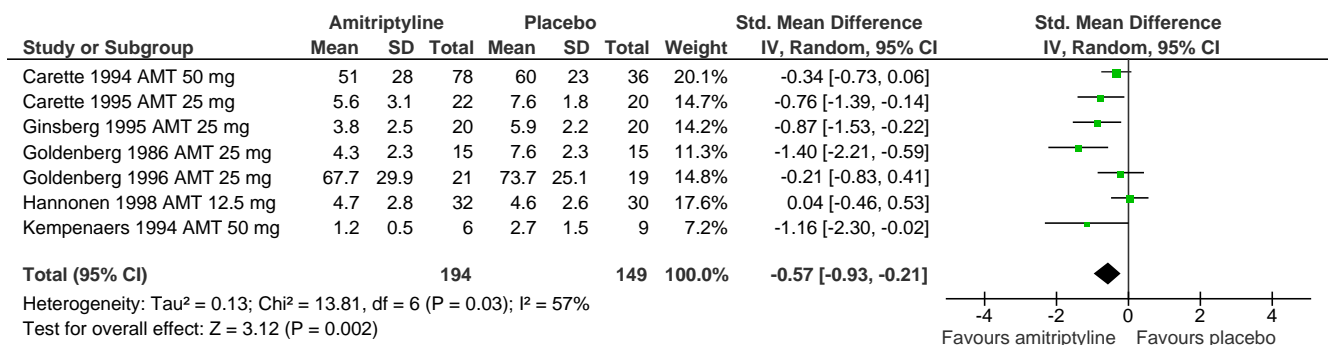 Amitriptyline Placebo Std. Mean Difference Std. Mean Difference
Study or Subgroup Mean SD Total Mean SD Total Weight IV, Random, 95% CI IV, Random, 95% CI
Carette 1994 AMT 50 mg 51 28 78 60 23 36 20.1% -0.34 [-0.73, 0.06]
Carette 1995 AMT 25 mg 5.6 3.1 22 7.6 1.8 20 14.7% -0.76 [-1.39, -0.14]
Ginsberg 1995 AMT 25 mg 3.8 2.5 20 5.9 2.2 20 14.2% -0.87 [-1.53, -0.22]
Goldenberg 1986 AMT 25 mg 4.3 2.3 15 7.6 2.3 15 11.3% -1.40 [-2.21, -0.59]
Goldenberg 1996 AMT 25 mg 67.7 29.9 21 73.7 25.1 19 14.8% -0.21 [-0.83, 0.41]
Hannonen 1998 AMT 12.5 mg 4.7 2.8 32 4.6 2.6 30 17.6% 0.04 [-0.46, 0.53]
Kempenaers 1994 AMT 50 mg 1.2 0.5 6 2.7 1.5 9 7.2% -1.16 [-2.30, -0.02]
Total (95% CI) 194 149 100.0% -0.57 [-0.93, -0.21]
Heterogeneity: Tau² = 0.13; Chi² = 13.81, df = 6 (P = 0.03); I² = 57%
Test for overall effect: Z = 3.12 (P = 0.002)
-4 -2 0 2 4
Favours amitriptyline Favours placebo